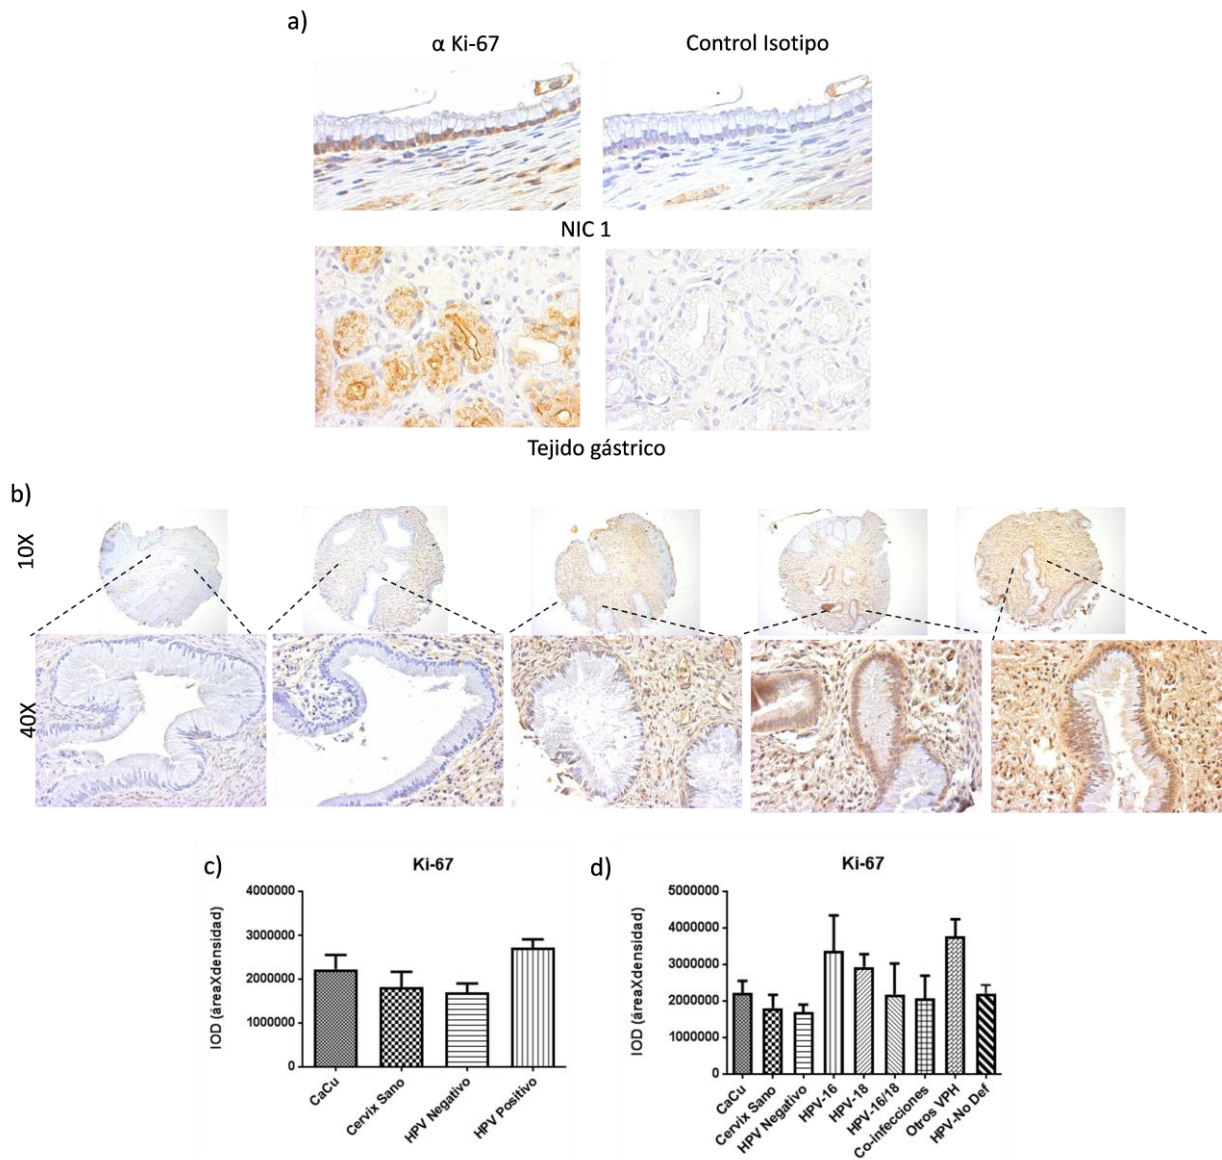 a)
α Ki-67
Control Isotipo
NIC 1
Tejido gástrico
b)
10X
40X
c)
Ki-67
IOD (áreaXdensidad)
4000000
3000000
2000000
1000000
0
CaCu
Cervix Sano
HPV Negativo
HPV Positivo
d)
Ki-67
IOD (áreaXdensidad)
5000000
4000000
3000000
2000000
1000000
0
CaCu
Cervix Sano
HPV Negativo
HPV-16
HPV-18
HPV-16/18
Co-infecciones
Otros VPH
HPV-No Def